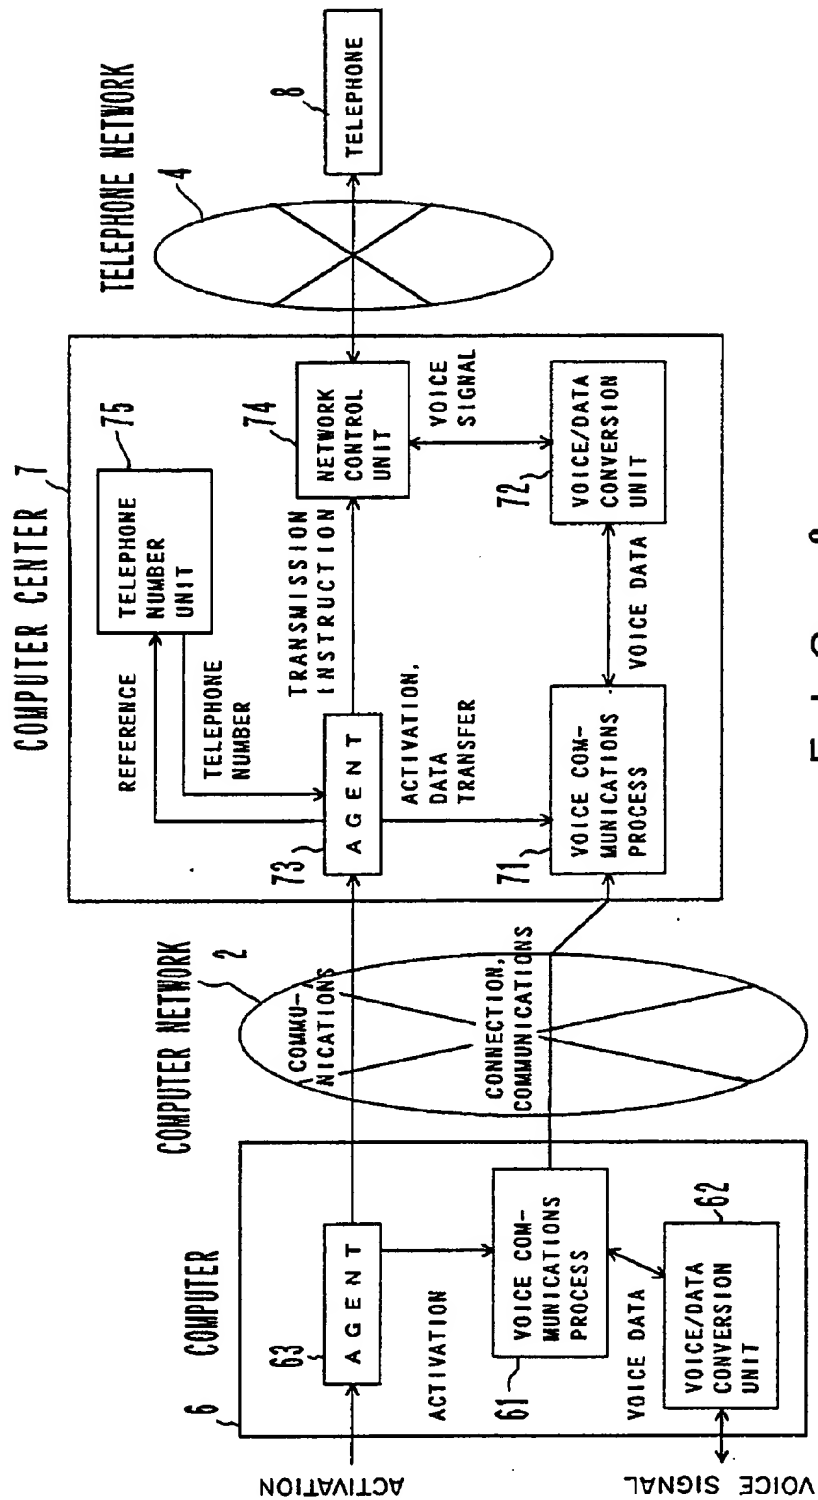 6 COMPUTER
COMPUTER NETWORK
2
COMPUTER CENTER 7
TELEPHONE NETWORK
4
ACTIVATION
63
AGENT
ACTIVATION
61
VOICE COM-
MUNICATIONS
PROCESS
VOICE DATA
62
VOICE/DATA
CONVERSION
UNIT
VOICE SIGNAL
COMMU-
NICATIONS
CONNECTION,
COMMUNICATIONS
REFERENCE
TELEPHONE
NUMBER
75
TELEPHONE
NUMBER
UNIT
73
AGENT
TRANSMISSION
INSTRUCTION
74
NETWORK
CONTROL
UNIT
ACTIVATION,
DATA
TRANSFER
VOICE
SIGNAL
71
VOICE COM-
MUNICATIONS
PROCESS
VOICE DATA
72
VOICE/DATA
CONVERSION
UNIT
8
TELEPHONE